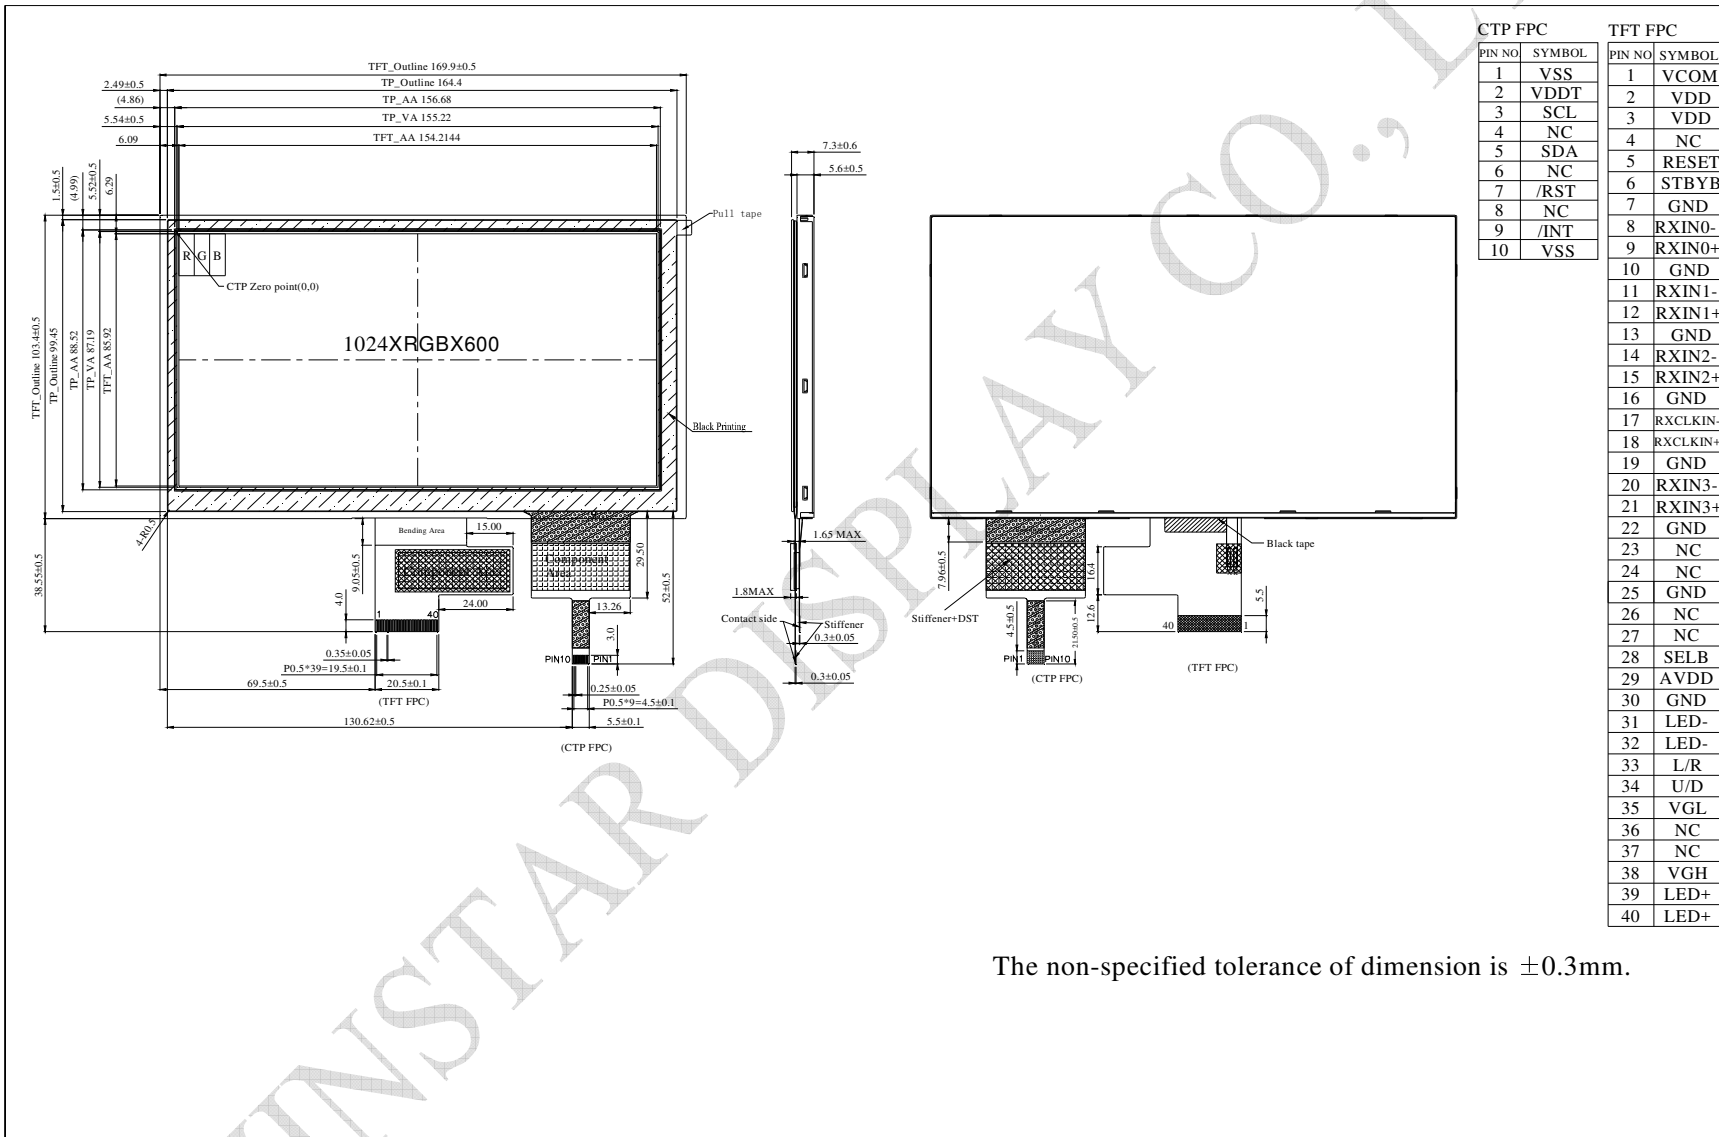 CTP FPC
PIN NO SYMBOL
1 VSS
2 VDDT
3 SCL
4 NC
5 SDA
6 NC
7 /RST
8 NC
9 /INT
10 VSS
TFT FPC
PIN NO SYMBOL
1 VCOM
2 VDD
3 VDD
4 NC
5 RESET
6 STBYB
7 GND
8 RXIN0-
9 RXIN0+
10 GND
11 RXIN1-
12 RXIN1+
13 GND
14 RXIN2-
15 RXIN2+
16 GND
17 RXCLKIN-
18 RXCLKIN+
19 GND
20 RXIN3-
21 RXIN3+
22 GND
23 NC
24 NC
25 GND
26 NC
27 NC
28 SELB
29 AVDD
30 GND
31 LED-
32 LED-
33 L/R
34 U/D
35 VGL
36 NC
37 NC
38 VGH
39 LED+
40 LED+
TFT_Outline 169.9±0.5
2.49±0.5
TP_Outline 164.4
(4.86)
TP_AA 156.68
5.54±0.5
TP_VA 155.22
6.09
TFT_AA 154.2144
1.5±0.5
(4.99)
5.52±0.5
6.29
Pull tape
R G B
CTP Zero point(0,0)
1024XRGBX600
TFT_Outline 103.4±0.5
TP_Outline 99.45
TP_AA 88.52
TP_VA 87.19
TFT_AA 85.92
Black Printing
4-R0.5
Bending Area
15.00
Component
Area
38.55±0.5
9.05±0.5
4.0
24.00
29.50
52±0.5
13.26
3.0
1 40
PIN10 PIN1
0.35±0.05
P0.5*39=19.5±0.1
69.5±0.5
20.5±0.1
(TFT FPC)
0.25±0.05
P0.5*9=4.5±0.1
130.62±0.5
5.5±0.1
(CTP FPC)
7.3±0.6
5.6±0.5
1.65 MAX
1.8MAX
Contact side
Stiffener
0.3±0.05
0.3±0.05
7.96±0.5
Stiffener+DST
4.5±0.5
21.50±0.5
PIN1 PIN10
(CTP FPC)
16.4
12.6
Black tape
5.5
40 1
(TFT FPC)
The non-specified tolerance of dimension is ±0.3mm.
INSTAR DISPLAY CO., L